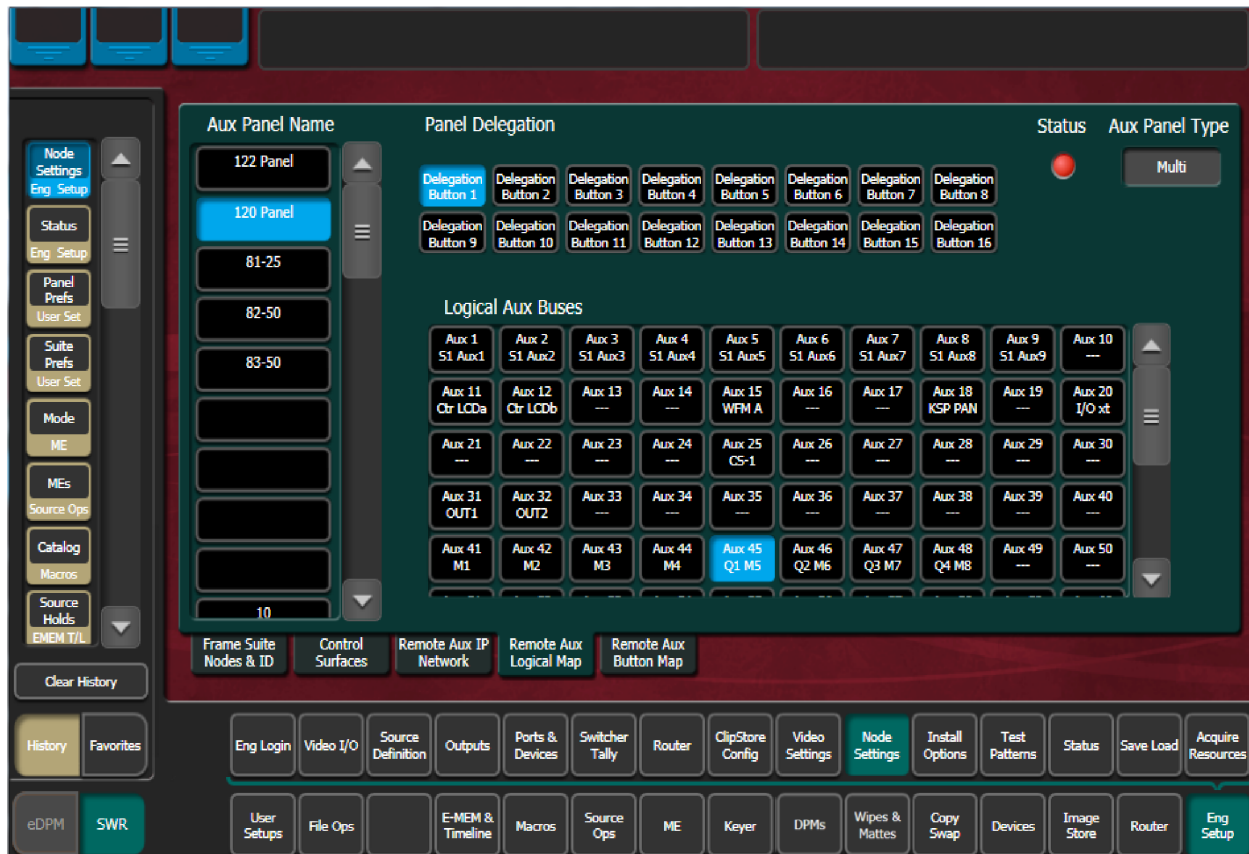 Node
Settings
Eng Setup
Status
Eng Setup
Panel
Prefs
User Set
Suite
Prefs
User Set
Mode
ME
MEs
Source Ops
Catalog
Macros
Source
Holds
EMEM T/L
Clear History
History
Favorites
eDPM
SWR
Aux Panel Name
122 Panel
120 Panel
81-25
82-50
83-50
10
Panel Delegation
Status
Aux Panel Type
Multi
Delegation
Button 1
Delegation
Button 2
Delegation
Button 3
Delegation
Button 4
Delegation
Button 5
Delegation
Button 6
Delegation
Button 7
Delegation
Button 8
Delegation
Button 9
Delegation
Button 10
Delegation
Button 11
Delegation
Button 12
Delegation
Button 13
Delegation
Button 14
Delegation
Button 15
Delegation
Button 16
Logical Aux Buses
Aux 1
S1 Aux1
Aux 2
S1 Aux2
Aux 3
S1 Aux3
Aux 4
S1 Aux4
Aux 5
S1 Aux5
Aux 6
S1 Aux6
Aux 7
S1 Aux7
Aux 8
S1 Aux8
Aux 9
S1 Aux9
Aux 10
---
Aux 11
Ctr LCDa
Aux 12
Ctr LCDb
Aux 13
---
Aux 14
---
Aux 15
WFM A
Aux 16
---
Aux 17
---
Aux 18
KSP PAN
Aux 19
---
Aux 20
I/O xt
Aux 21
---
Aux 22
---
Aux 23
---
Aux 24
---
Aux 25
CS-1
Aux 26
---
Aux 27
---
Aux 28
---
Aux 29
---
Aux 30
---
Aux 31
OUT1
Aux 32
OUT2
Aux 33
---
Aux 34
---
Aux 35
---
Aux 36
---
Aux 37
---
Aux 38
---
Aux 39
---
Aux 40
---
Aux 41
M1
Aux 42
M2
Aux 43
M3
Aux 44
M4
Aux 45
Q1 M5
Aux 46
Q2 M6
Aux 47
Q3 M7
Aux 48
Q4 M8
Aux 49
---
Aux 50
---
Frame Suite
Nodes & ID
Control
Surfaces
Remote Aux IP
Network
Remote Aux
Logical Map
Remote Aux
Button Map
Eng Login
Video I/O
Source
Definition
Outputs
Ports &
Devices
Switcher
Tally
Router
ClipStore
Config
Video
Settings
Node
Settings
Install
Options
Test
Patterns
Status
Save Load
Acquire
Resources
User
Setups
File Ops
E-MEM &
Timeline
Macros
Source
Ops
ME
Keyer
DPMs
Wipes &
Mattes
Copy
Swap
Devices
Image
Store
Router
Eng
Setup